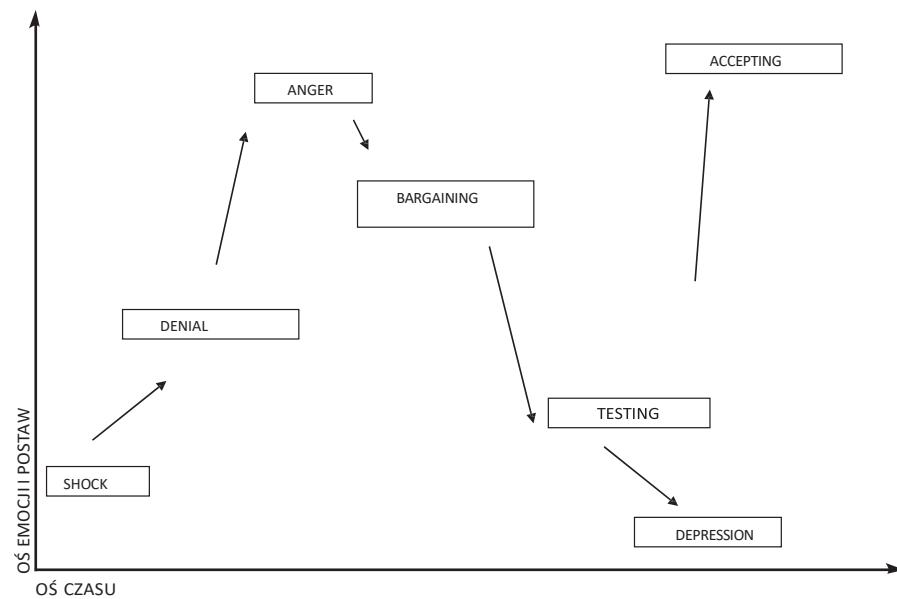 ACCEPTING
ANGER
BARGAINING
DENIAL
TESTING
SHOCK
DEPRESSION
OŚ EMOCJI I POSTAW
OŚ CZASU